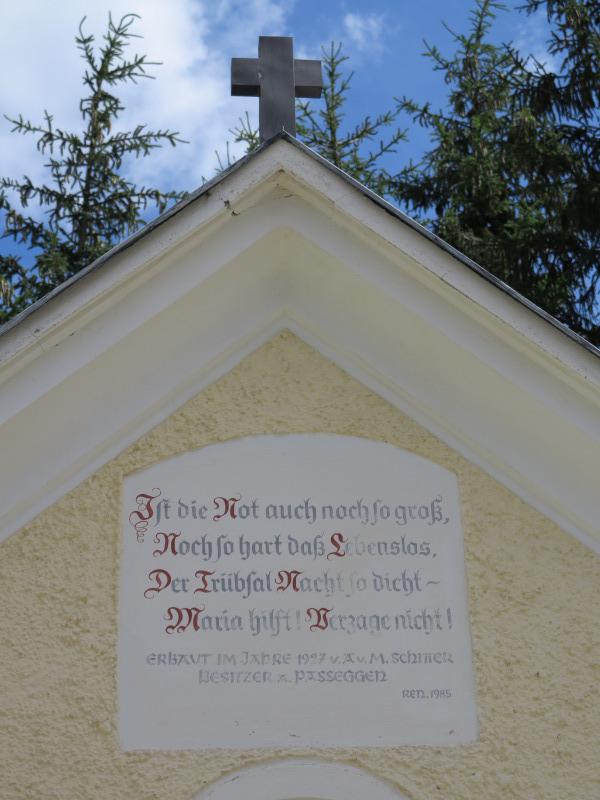 Ist die Not auch noch so groß,
Noch so hart daß Lebenslos,
Der Trübsal Nacht so dicht –
Maria hilft! Verzage nicht!
ERBAUT IM JAHRE 1927 v. A. v. M. SCHITTER
BESITZER A. PASSEGGEN
REN. 1985